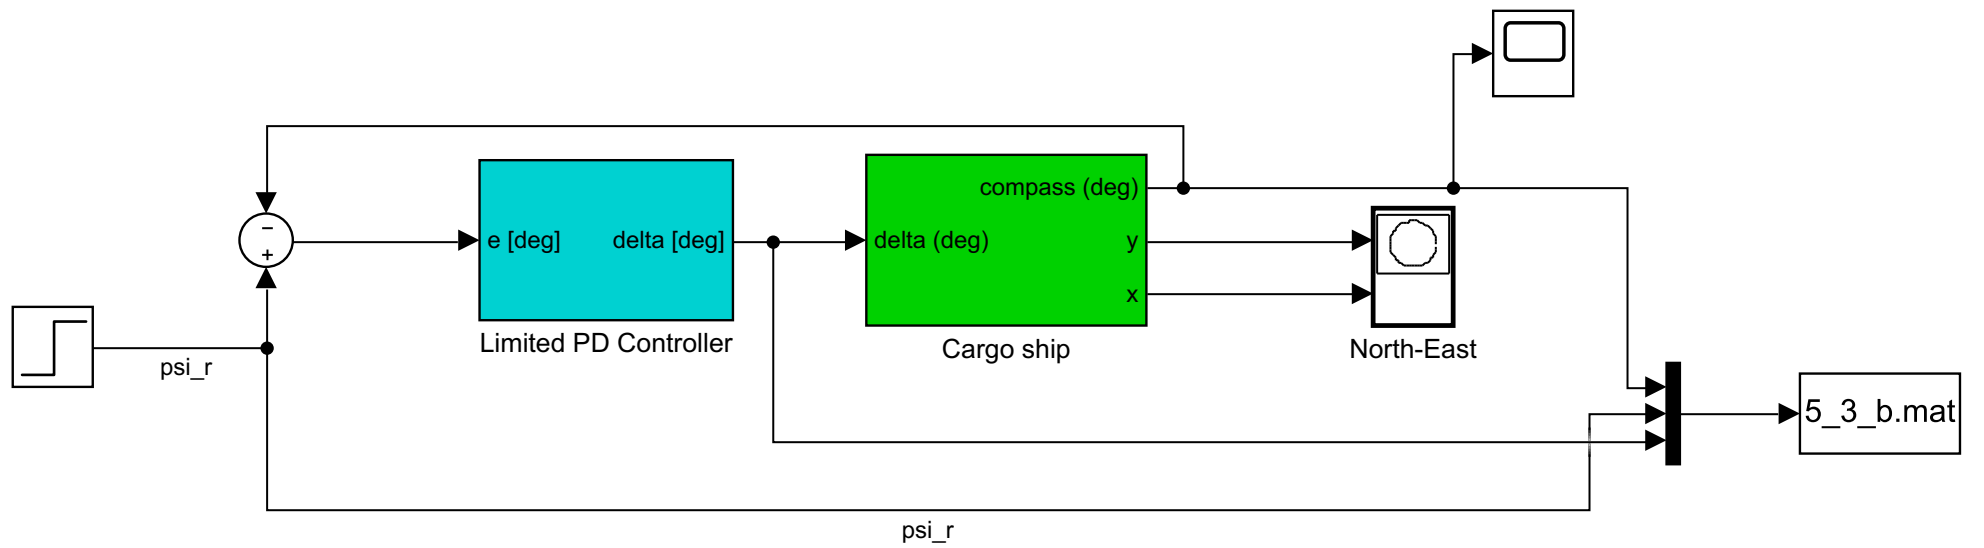 compass (deg)
−
+
e [deg]
delta [deg]
delta (deg)
y
x
Limited PD Controller
Cargo ship
North-East
psi_r
5_3_b.mat
psi_r